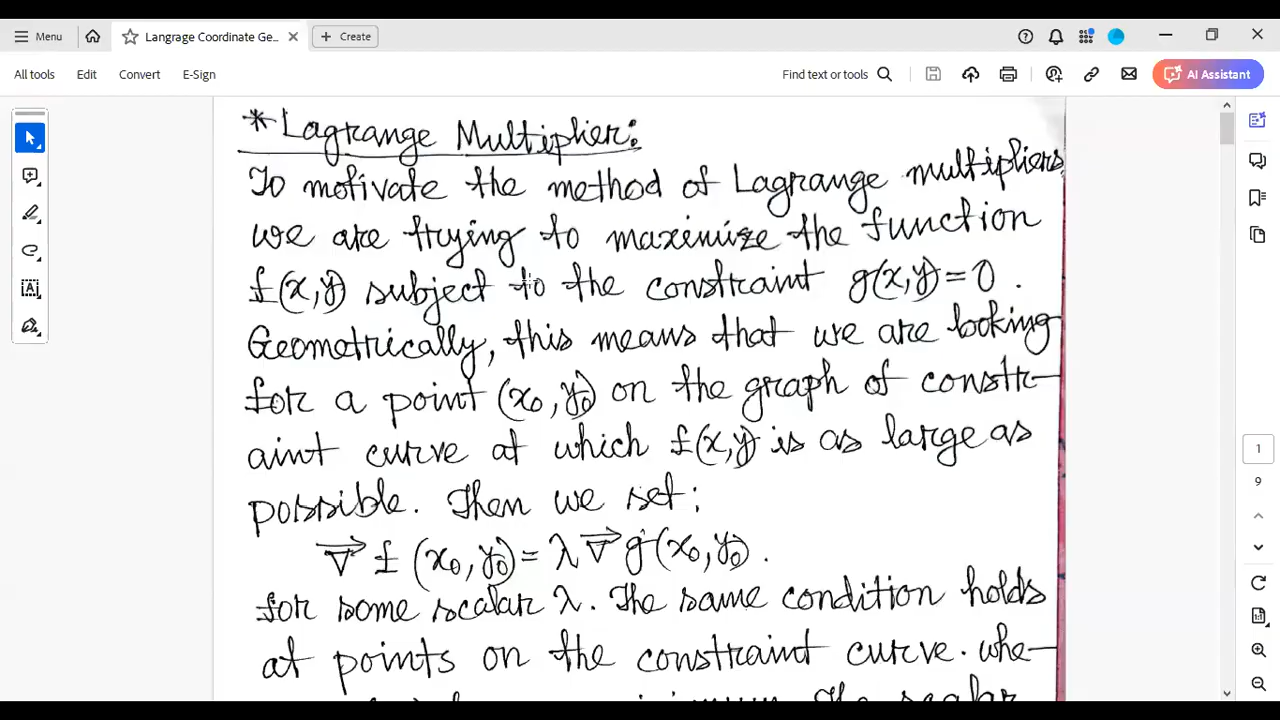 Menu
Langrage Coordinate Ge...
Create
All tools
Edit
Convert
E-Sign
Find text or tools
AI Assistant
*Lagrange Multiplier:
To motivate the method of Lagrange multipliers
we are trying to maximize the function
f(x,y) subject to the constraint g(x,y)=0.
Geometrically, this means that we are looking
for a point (x₀,y₀) on the graph of constr-
aint curve at which f(x,y) is as large as
possible. Then we set:
∇⃗ f (x₀,y₀) = λ ∇⃗ g (x₀,y₀).
for some scalar λ. The same condition holds
at points on the constraint curve. whe-
The scalar
1
9